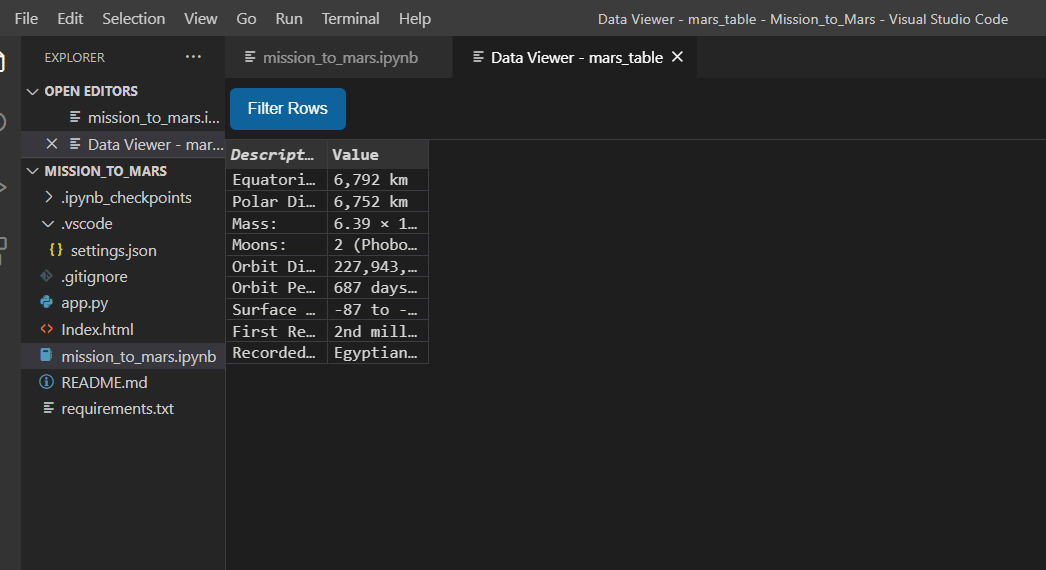 File Edit Selection View Go Run Terminal Help Data Viewer - mars_table - Mission_to_Mars - Visual Studio Code
EXPLORER ... mission_to_mars.ipynb Data Viewer - mars_table
OPEN EDITORS
mission_to_mars.i...
Data Viewer - mar...
MISSION_TO_MARS
.ipynb_checkpoints
.vscode
{} settings.json
.gitignore
app.py
Index.html
mission_to_mars.ipynb
README.md
requirements.txt
Filter Rows
Descript... Value
Equatori... 6,792 km
Polar Di... 6,752 km
Mass: 6.39 × 1...
Moons: 2 (Phobo...
Orbit Di... 227,943,...
Orbit Pe... 687 days...
Surface ... -87 to -...
First Re... 2nd mill...
Recorded... Egyptian...